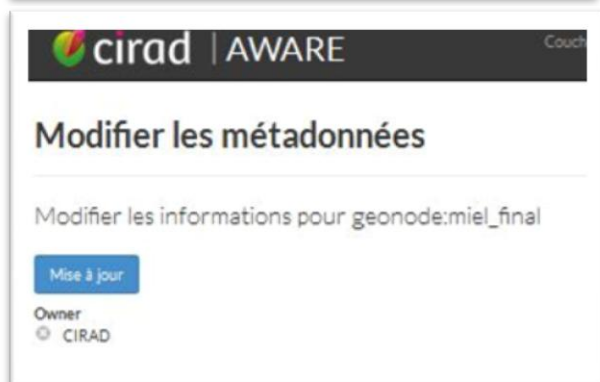 cirad | AWARE
Couch
Modifier les métadonnées
Modifier les informations pour geonode:miel_final
Mise à jour
Owner
CIRAD